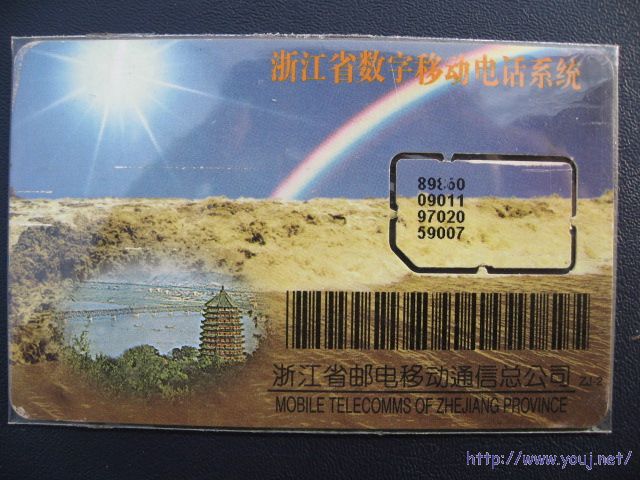 浙江省数字移动电话系统
89860
09011
97020
59007
浙江省邮电移动通信总公司 ZJ-2
MOBILE TELECOMMS OF ZHEJIANG PROVINCE
http://www.youj.net/